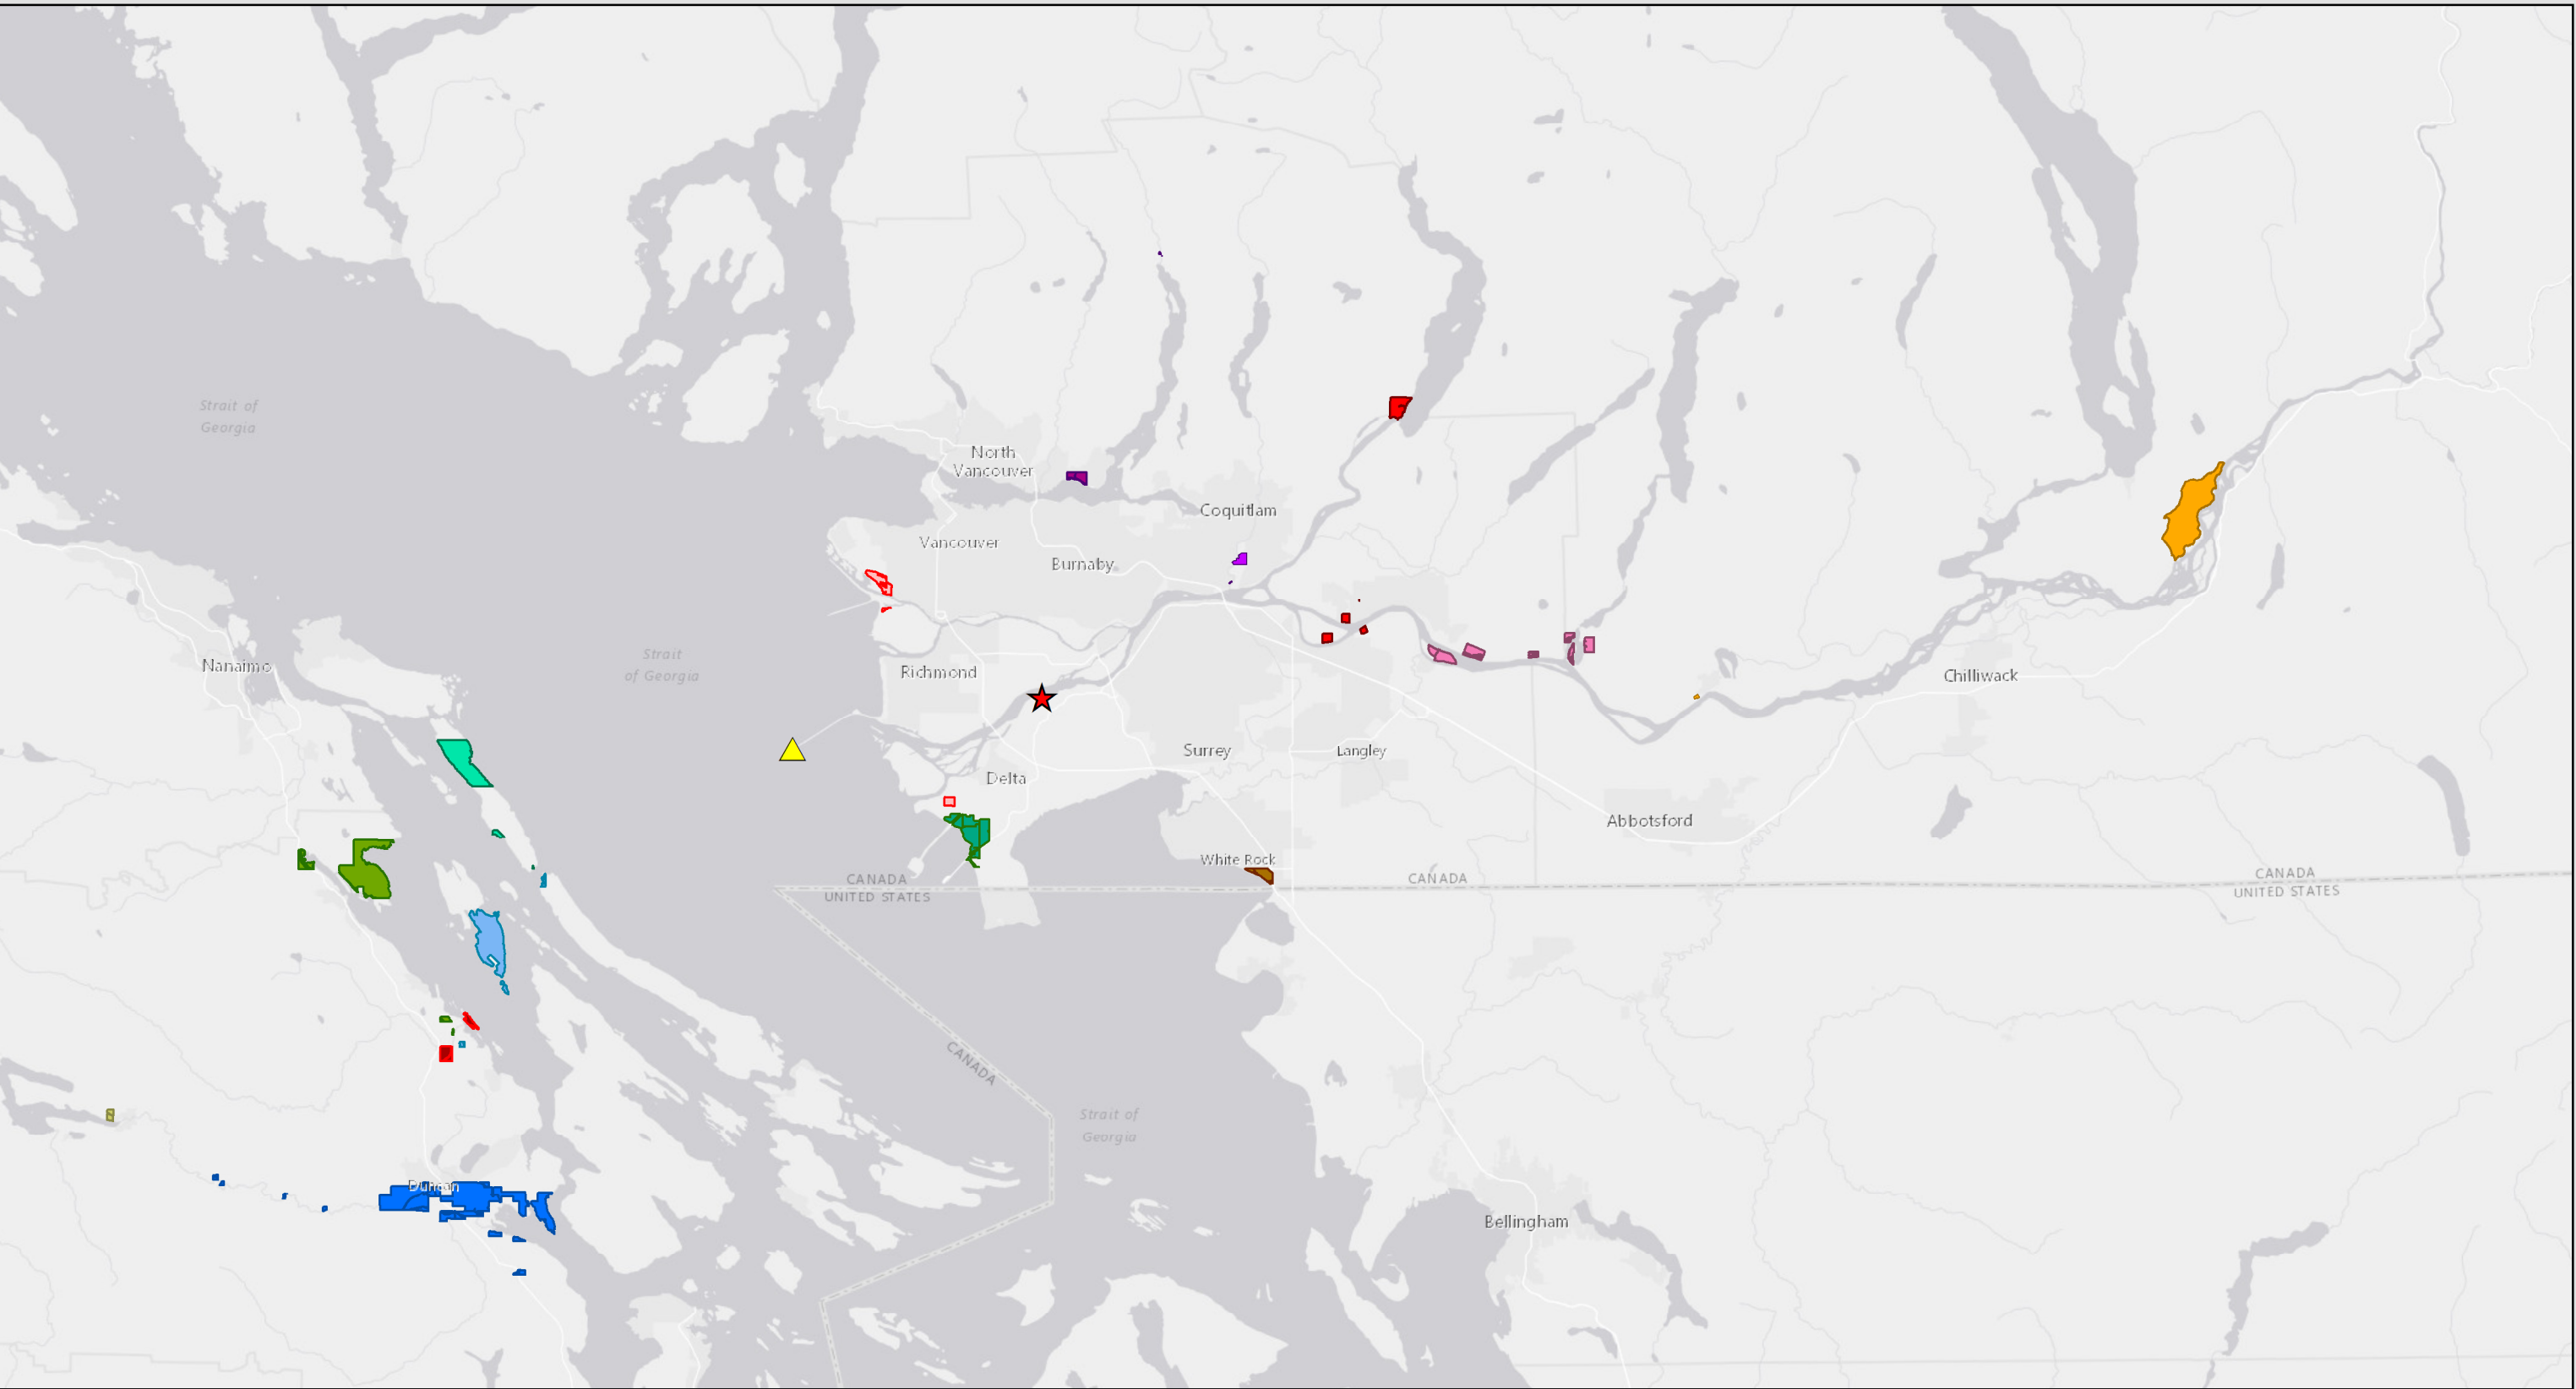 Strait of
Georgia
North
Vancouver
Coquitlam
Vancouver
Burnaby
Strait
of Georgia
Nanaimo
Richmond
Chilliwack
Surrey
Langley
Delta
Abbotsford
White Rock
CANADA
UNITED STATES
CANADA
CANADA
UNITED STATES
CANADA
Strait of
Georgia
Duncan
Bellingham